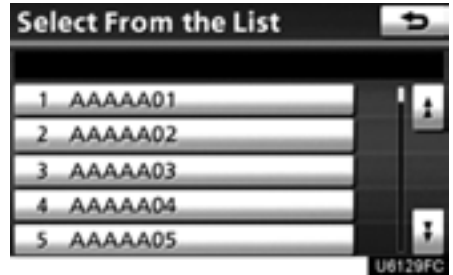 Select From the List
1 AAAAA01
2 AAAAA02
3 AAAAA03
4 AAAAA04
5 AAAAA05
U6129FC